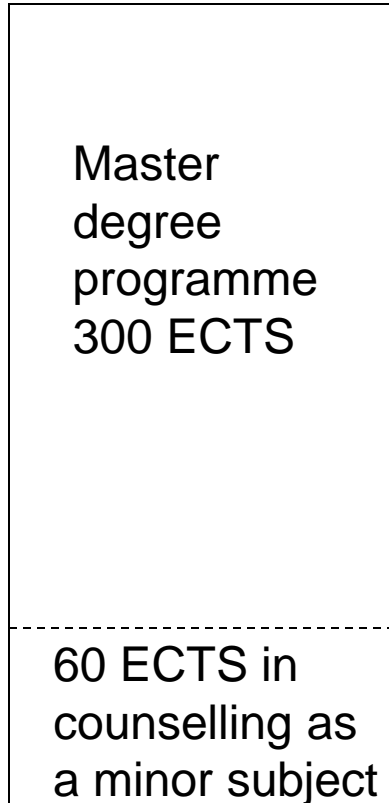 Master
degree
programme
300 ECTS
60 ECTS in
counselling as
a minor subject